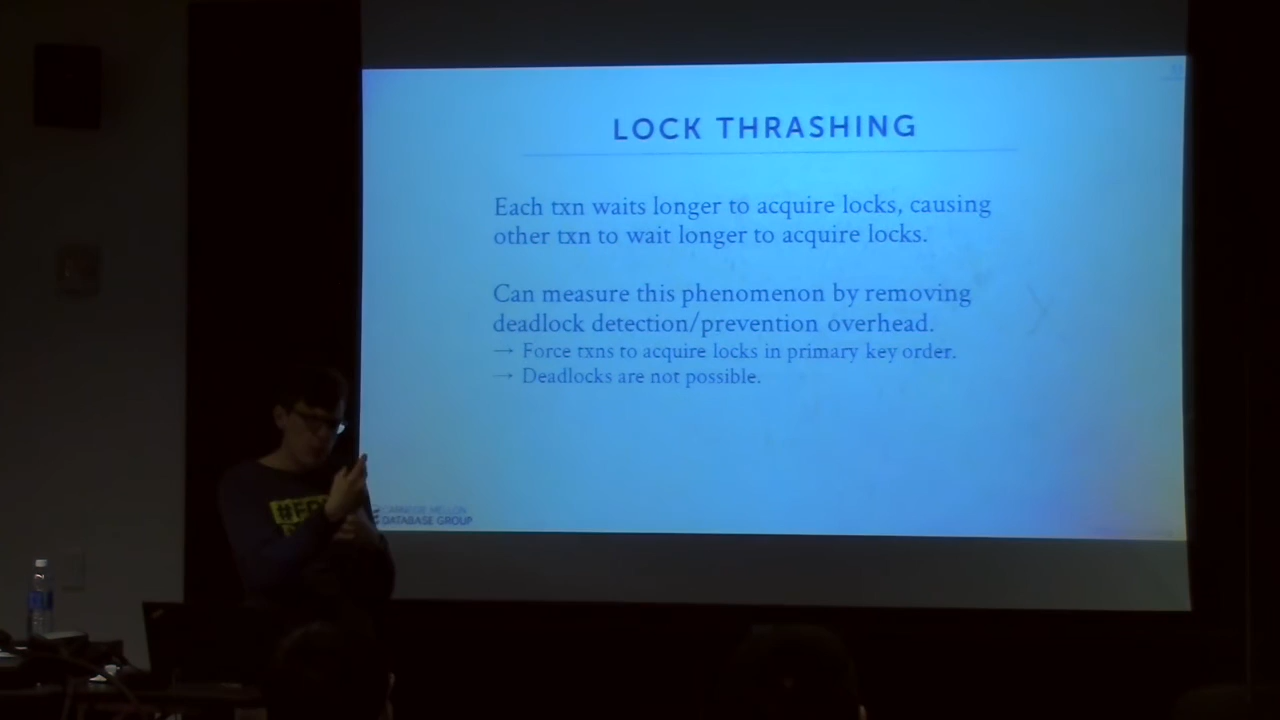 LOCK THRASHING
Each txn waits longer to acquire locks, causing
other txn to wait longer to acquire locks.
Can measure this phenomenon by removing
deadlock detection/prevention overhead.
→ Force txns to acquire locks in primary key order.
→ Deadlocks are not possible.
CARNEGIE MELLON
DATABASE GROUP